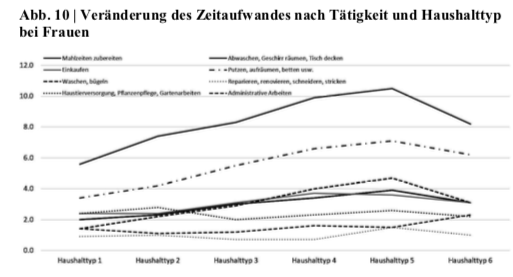 Abb. 10 | Veränderung des Zeitaufwandes nach Tätigkeit und Haushalttyp
bei Frauen
Mahlzeiten zubereiten
Abwaschen, Geschirr räumen, Tisch decken
12.0
Einkaufen
Putzen, aufräumen, betten usw.
Waschen, bügeln
Reparieren, renovieren, schneidern, stricken
10.0
Haustierversorgung, Pflanzenpflege, Gartenarbeiten
Administrative Arbeiten
8.0
6.0
4.0
2.0
0.0
Haushalttyp 1 Haushalttyp 2 Haushalttyp 3 Haushalttyp 4 Haushalttyp 5 Haushalttyp 6